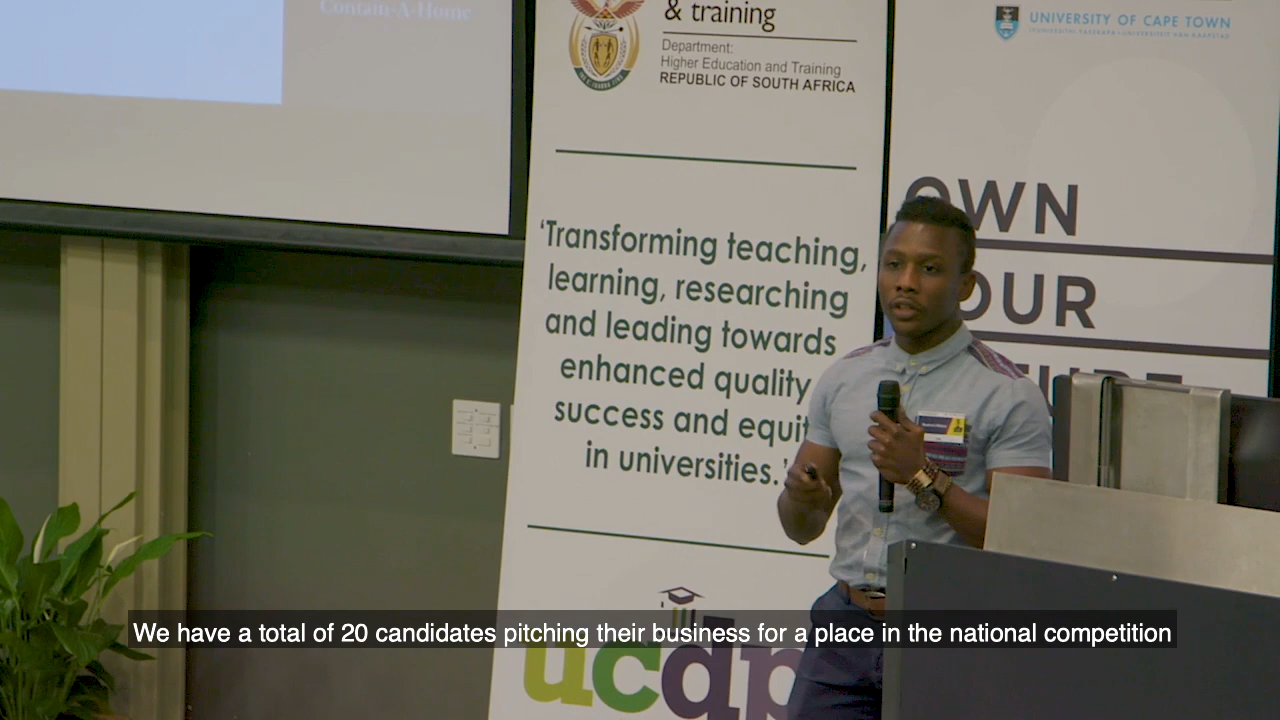 Contain-A-Home
& training
Department:
Higher Education and Training
REPUBLIC OF SOUTH AFRICA
'Transforming teaching,
learning, researching
and leading towards
enhanced quality
success and equit
in universities.'
ucdp
UNIVERSITY OF CAPE TOWN
OWN
OUR
TURE
We have a total of 20 candidates pitching their business for a place in the national competition